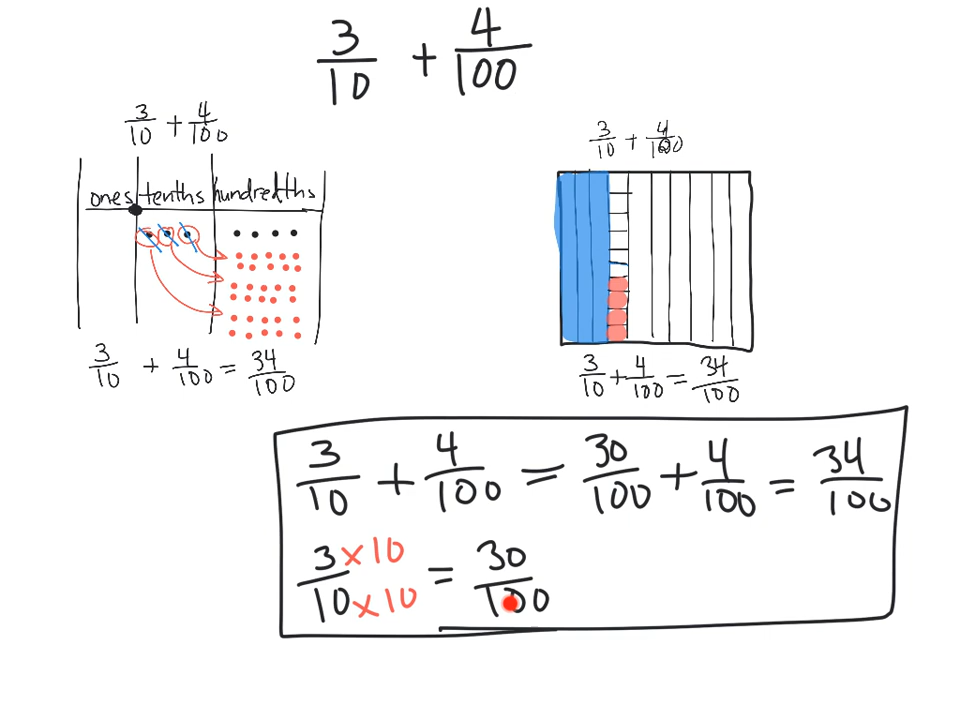 3/10 + 4/100
3/10 + 4/100
ones tenths hundredths
3/10 + 4/100 = 34/100
3/10 + 4/100
3/10 + 4/100 = 34/100
3/10 + 4/100 = 30/100 + 4/100 = 34/100
3 x 10 / 10 x 10 = 30/100